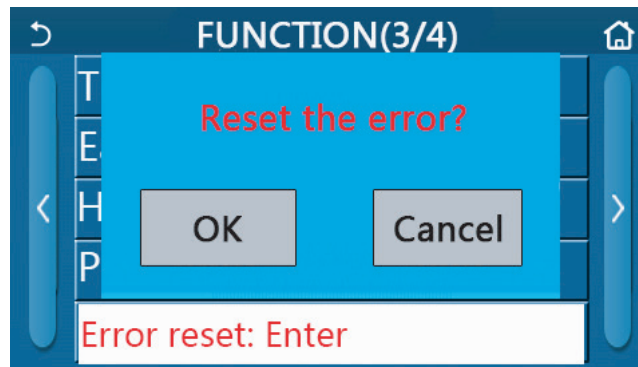 FUNCTION(3/4)
T
Reset the error?
E
H
OK Cancel
P
Error reset: Enter